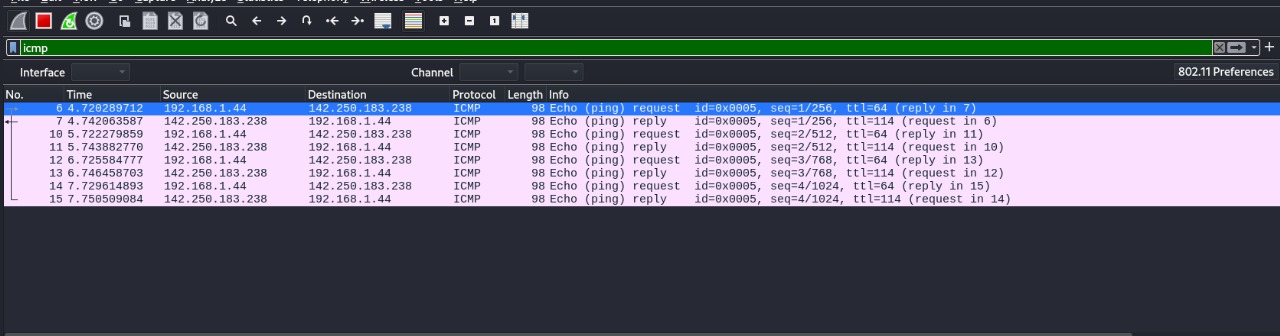 icmp
Interface Channel 802.11 Preferences
No. Time Source Destination Protocol Length Info
6 4.720289712 192.168.1.44 142.250.183.238 ICMP 98 Echo (ping) request id=0x0005, seq=1/256, ttl=64 (reply in 7)
7 4.742063587 142.250.183.238 192.168.1.44 ICMP 98 Echo (ping) reply id=0x0005, seq=1/256, ttl=114 (request in 6)
10 5.722279859 192.168.1.44 142.250.183.238 ICMP 98 Echo (ping) request id=0x0005, seq=2/512, ttl=64 (reply in 11)
11 5.743882770 142.250.183.238 192.168.1.44 ICMP 98 Echo (ping) reply id=0x0005, seq=2/512, ttl=114 (request in 10)
12 6.725584777 192.168.1.44 142.250.183.238 ICMP 98 Echo (ping) request id=0x0005, seq=3/768, ttl=64 (reply in 13)
13 6.746458703 142.250.183.238 192.168.1.44 ICMP 98 Echo (ping) reply id=0x0005, seq=3/768, ttl=114 (request in 12)
14 7.729614893 192.168.1.44 142.250.183.238 ICMP 98 Echo (ping) request id=0x0005, seq=4/1024, ttl=64 (reply in 15)
15 7.750509084 142.250.183.238 192.168.1.44 ICMP 98 Echo (ping) reply id=0x0005, seq=4/1024, ttl=114 (request in 14)